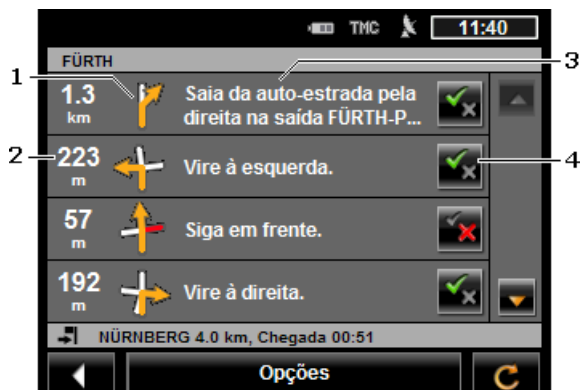 TMC 11:40
FÜRTH
1
3
1.3
km
Saia da auto-estrada pela
direita na saída FÜRTH-P...
2
223
m
Vire à esquerda.
4
57
m
Siga em frente.
192
m
Vire à direita.
NÜRNBERG 4.0 km, Chegada 00:51
Opções